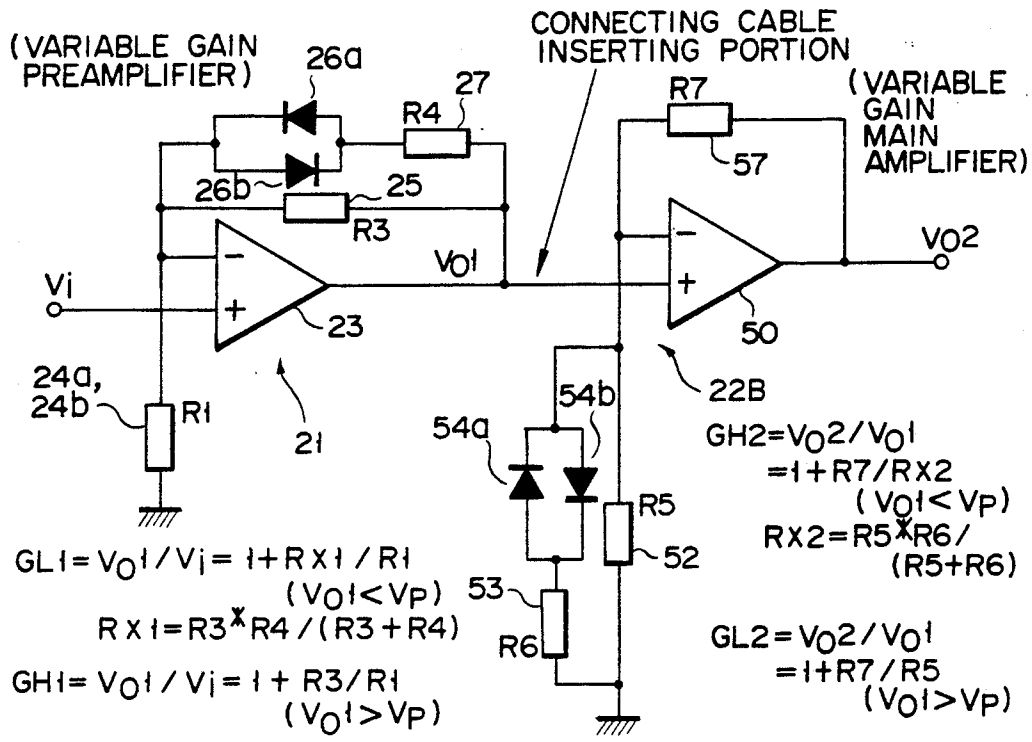 (VARIABLE GAIN
PREAMPLIFIER)
26a
26b
R4
27
25
R3
CONNECTING CABLE
INSERTING PORTION
(VARIABLE
GAIN
MAIN
AMPLIFIER)
R7
57
Vi
VO1
VO2
-
+
23
-
+
50
24a,
24b
R1
21
22B
54a
54b
R5
52
53
R6
GL1=VO1/Vi=1+RX1/R1
(VO1<VP)
RX1=R3*R4/(R3+R4)
GH1=VO1/Vi=1+R3/R1
(VO1>VP)
GH2=VO2/VO1
=1+R7/RX2
(VO1<VP)
RX2=R5*R6/
(R5+R6)
GL2=VO2/VO1
=1+R7/R5
(VO1>VP)